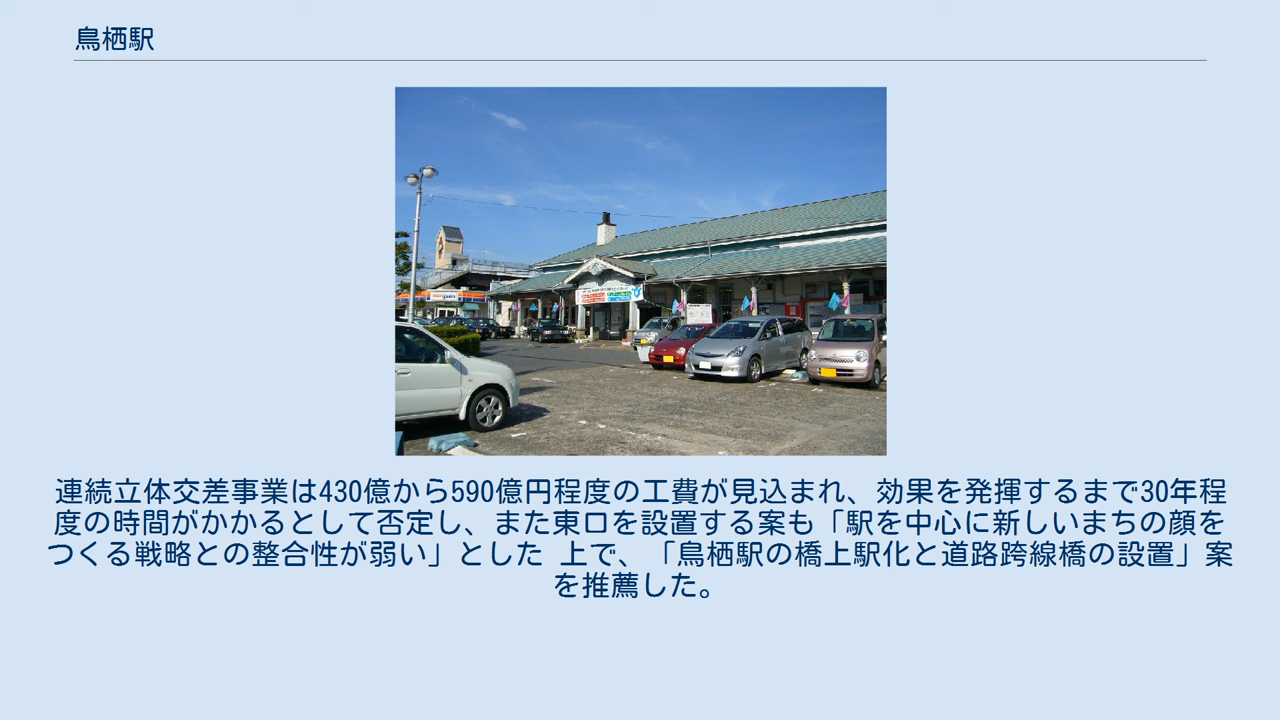 鳥栖駅
連続立体交差事業は430億から590億円程度の工費が見込まれ、効果を発揮するまで30年程
度の時間がかかるとして否定し、また東口を設置する案も「駅を中心に新しいまちの顔を
つくる戦略との整合性が弱い」とした 上で、「鳥栖駅の橋上駅化と道路跨線橋の設置」案
を推薦した。